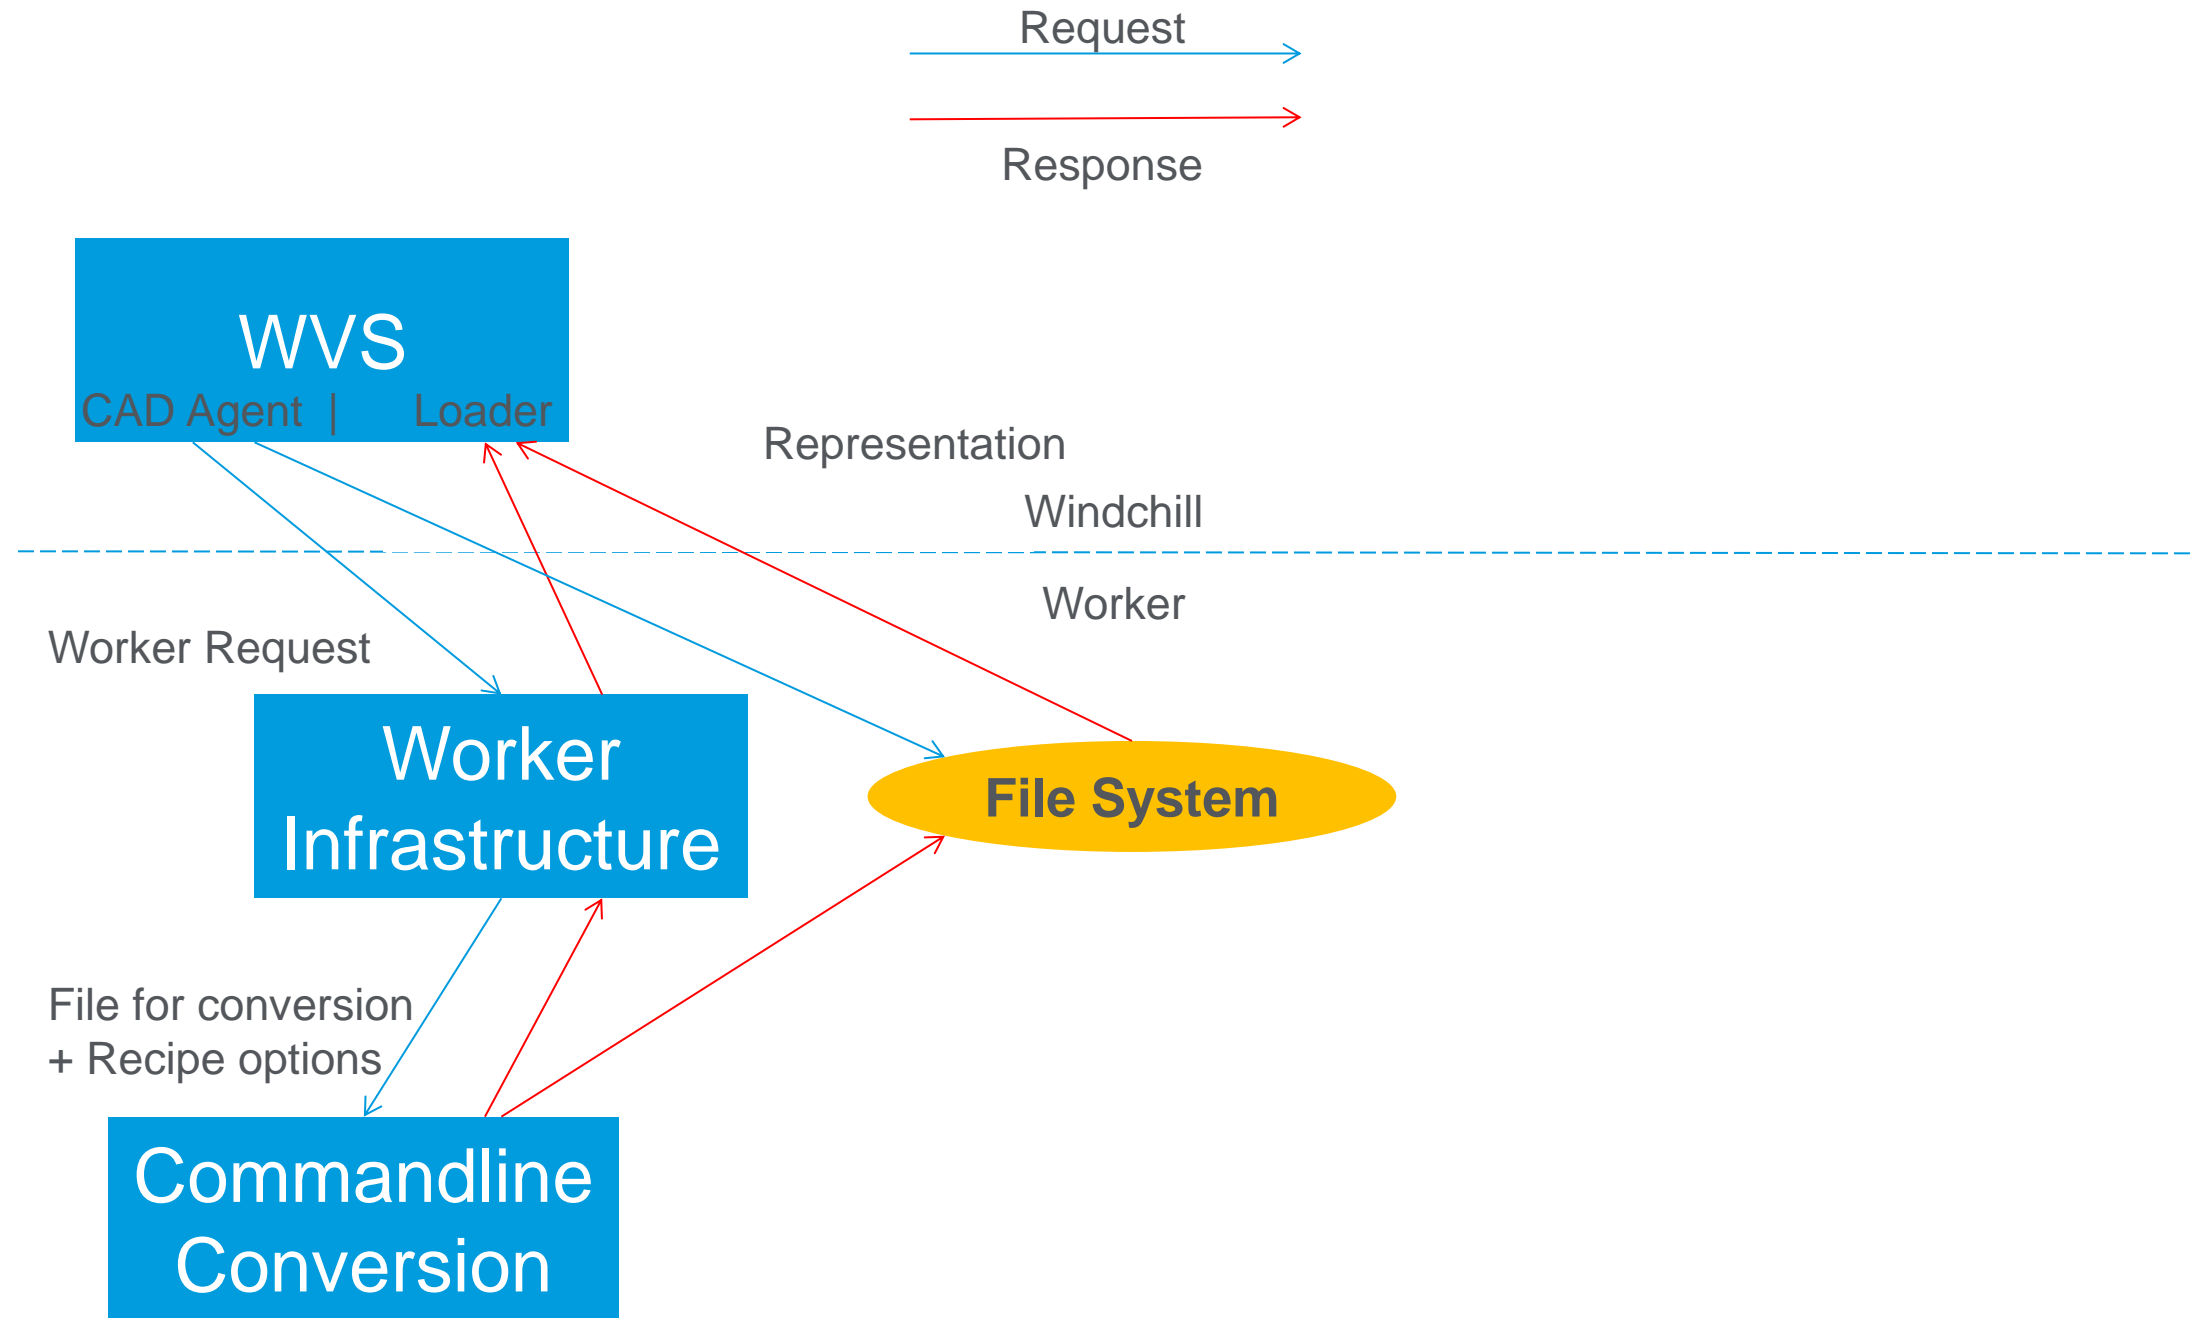 Request
Response
WVS
CAD Agent | Loader
Representation
Windchill
Worker
Worker Request
Worker
Infrastructure
File System
File for conversion
+ Recipe options
Commandline
Conversion